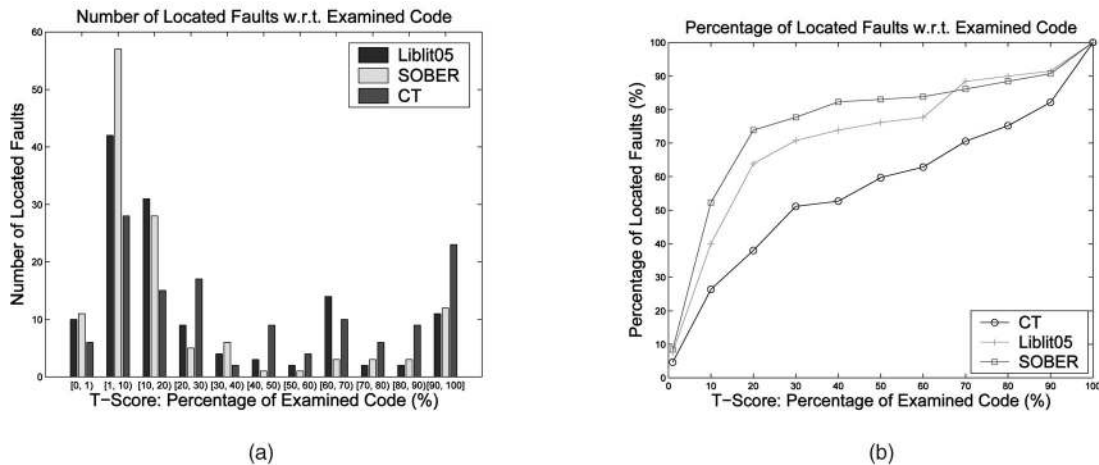 Number of Located Faults w.r.t. Examined Code
Number of Located Faults
60
50
40
30
20
10
0
Liblit05
SOBER
CT
[0, 1) [1, 10) [10, 20) [20, 30) [30, 40) [40, 50) [50, 60) [60, 70) [70, 80) [80, 90) [90, 100]
T−Score: Percentage of Examined Code (%)
(a)
Percentage of Located Faults w.r.t. Examined Code
Percentage of Located Faults (%)
100
90
80
70
60
50
40
30
20
10
0
CT
Liblit05
SOBER
10 20 30 40 50 60 70 80 90 100
T−Score: Percentage of Examined Code (%)
(b)